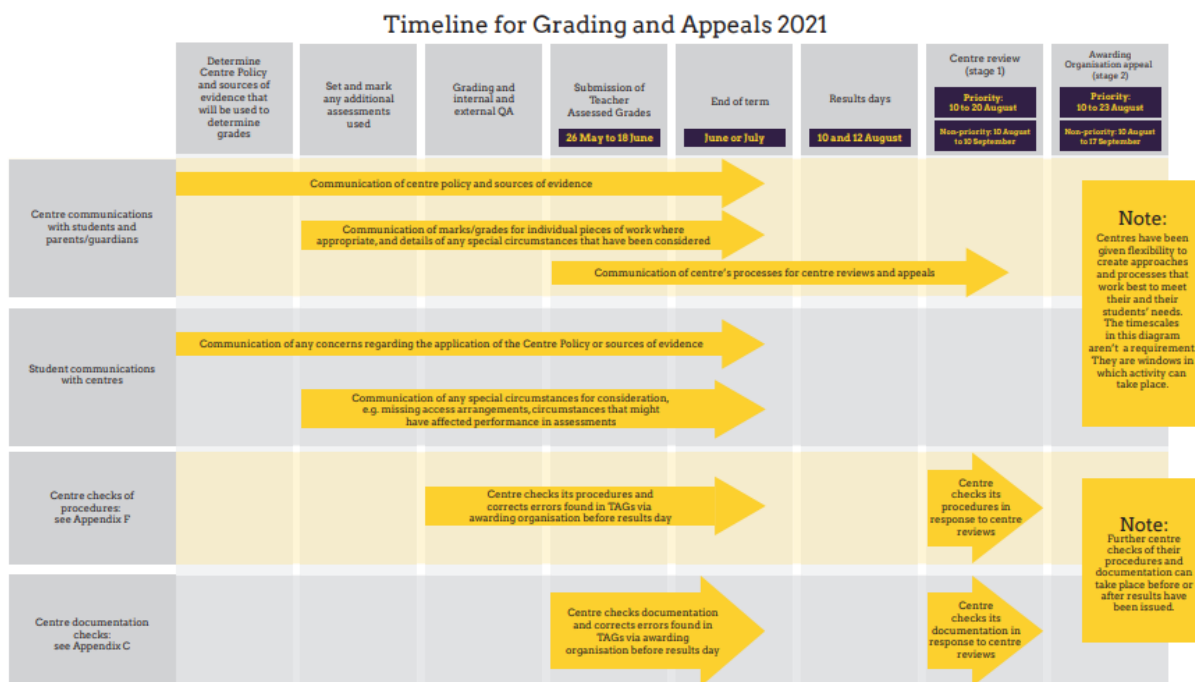 Timeline for Grading and Appeals 2021
Determine
Centre Policy
and sources of
evidence that
will be used to
determine
grades
Set and mark
any additional
assessments
used
Grading and
internal and
external QA
Submission of
Teacher
Assessed Grades
26 May to 18 June
End of term
June or July
Results days
10 and 12 August
Centre review
(stage 1)
Priority:
10 to 20 August
Non-priority: 10 August
to 10 September
Awarding
Organisation appeal
(stage 2)
Priority:
10 to 23 August
Non-priority: 10 August
to 17 September
Centre communications
with students and
parents/guardians
Communication of centre policy and sources of evidence
Communication of marks/grades for individual pieces of work where
appropriate, and details of any special circumstances that have been considered
Communication of centre's processes for centre reviews and appeals
Note:
Centres have been
given flexibility to
create approaches
and processes that
work best to meet
their and their
students' needs.
The timescales
in this diagram
aren't a requirement
They are windows in
which activity can
take place.
Student communications
with centres
Communication of any concerns regarding the application of the Centre Policy or sources of evidence
Communication of any special circumstances for consideration,
e.g. missing access arrangements, circumstances that might
have affected performance in assessments
Centre checks of
procedures:
see Appendix F
Centre checks its procedures and
corrects errors found in TAGs via
awarding organisation before results day
Centre
checks its
procedures in
response to centre
reviews
Note:
Further centre
checks of their
procedures and
documentation can
take place before or
after results have
been issued.
Centre documentation
checks:
see Appendix C
Centre checks documentation
and corrects errors found in
TAGs via awarding
organisation before results day
Centre
checks its
documentation in
response to centre
reviews